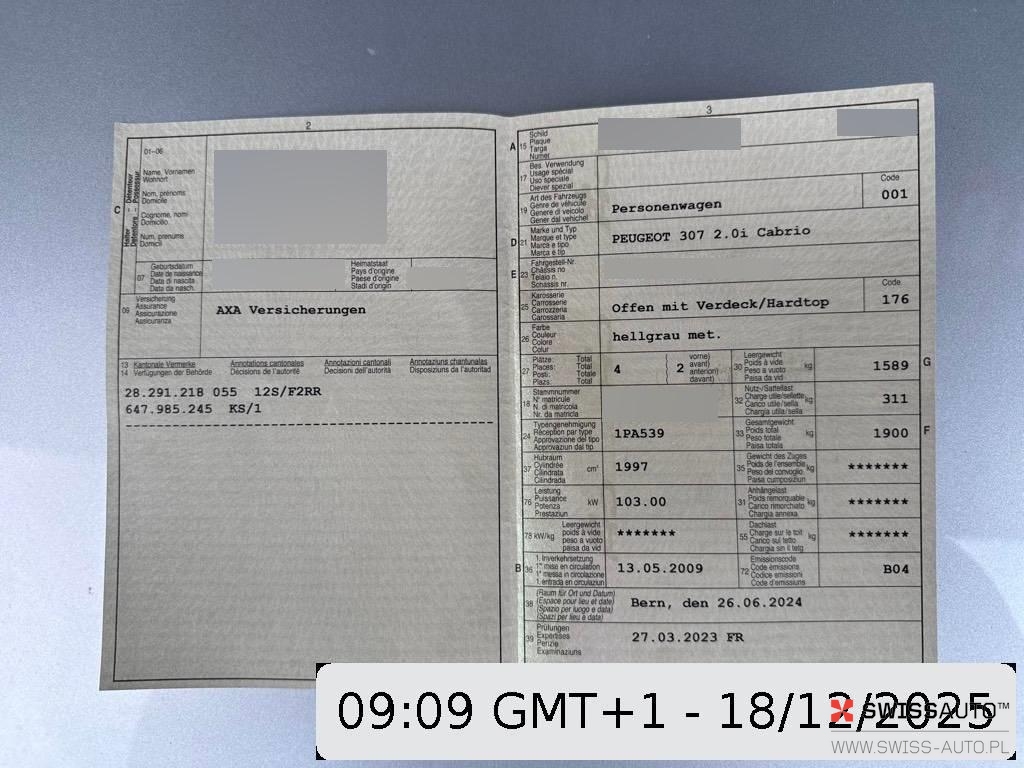 2
01-06
C
Halter - Détenteur
Detentore - Possessur
Name, Vornamen
Wohnort
Nom, prénoms
Domicile
Cognome, nomi
Domicilio
Num, prenums
Domicil
07
Geburtsdatum
Date de naissance
Data di nascita
Data da nasch.
Heimatstaat
Pays d'origine
Paese d'origine
Stadi d'origin
09
Versicherung
Assurance
Assicurazione
Assicuranza
AXA Versicherungen
13 Kantonale Vermerke Annotations cantonales Annotazioni cantonali Annotaziuns chantunalas
14 Verfügungen der Behörde Décisions de l'autorité Decisioni dell'autorità Disposiziuns da l'autoritad
28.291.218 055 12S/F2RR
647.985.245 KS/1
3
A 15
Schild
Plaque
Targa
Numer
17
Bes. Verwendung
Usage spécial
Uso speciale
Diever spezial
19
Art des Fahrzeugs
Genre de véhicule
Genere di veicolo
Gener dal vehichel
Personenwagen
Code
001
D 21
Marke und Typ
Marque et type
Marca e tipo
Marca e tip
PEUGEOT 307 2.0i Cabrio
E 23
Fahrgestell-Nr.
Châssis no
Telaio n.
Schassis nr.
25
Karosserie
Carrosserie
Carrozzeria
Carossaria
Offen mit Verdeck/Hardtop
Code
176
26
Farbe
Couleur
Colore
Colur
hellgrau met.
27
Plätze: Total
Places: Total
Posti: Totale
Plazs: Total
4
2
vorne)
avant)
anteriori)
davant)
30
Leergewicht
Poids à vide
Peso a vuoto
Paisa da vid
kg
1589
G
18
Stammnummer
N° matricule
N. di matricola
Nr. da matricla
32
Nutz-/Sattellast
Charge utile/sellette
Carico utile/sella
Chargia utila/sella
kg
311
24
Typengenehmigung
Réception par type
Approvazione del tipo
Approvaziun dal tip
1PA539
33
Gesamtgewicht
Poids total
Peso totale
Paisa totala
kg
1900
F
37
Hubraum
Cylindrée
Cilindrata
Cilindrada
cm³
1997
35
Gewicht des Zuges
Poids de l'ensemble
Peso del convoglio
Paisa cumposiziun
kg
*******
76
Leistung
Puissance
Potenza
Prestaziun
kW
103.00
31
Anhängelast
Poids remorquable
Carico rimorchiato
Chargia annexa
kg
*******
78 kW/kg
Leergewicht
poids à vuoto
peso a vuoto
paisa da vid
*******
55
Dachlast
Charge sur le toit
Carico sul tetto
Chargia sin il tetg
kg
*******
B 36
1. Inverkehrsetzung
1re mise en circulation
1a messa in circolazione
1. entrada en circulaziun
13.05.2009
72
Emissionscode
Code émissions
Codice emissioni
Code d'emissiuns
B04
38
(Raum für Ort und Datum)
(Espace pour lieu et date)
(Spazio per luogo e data)
(Spazi per lieu e data)
Bern, den 26.06.2024
39
Prüfungen
Expertises
Perizie
Examinaziuns
27.03.2023 FR
09:09 GMT+1 - 18/12/2025
SWISSAUTO™
WWW.SWISS-AUTO.PL